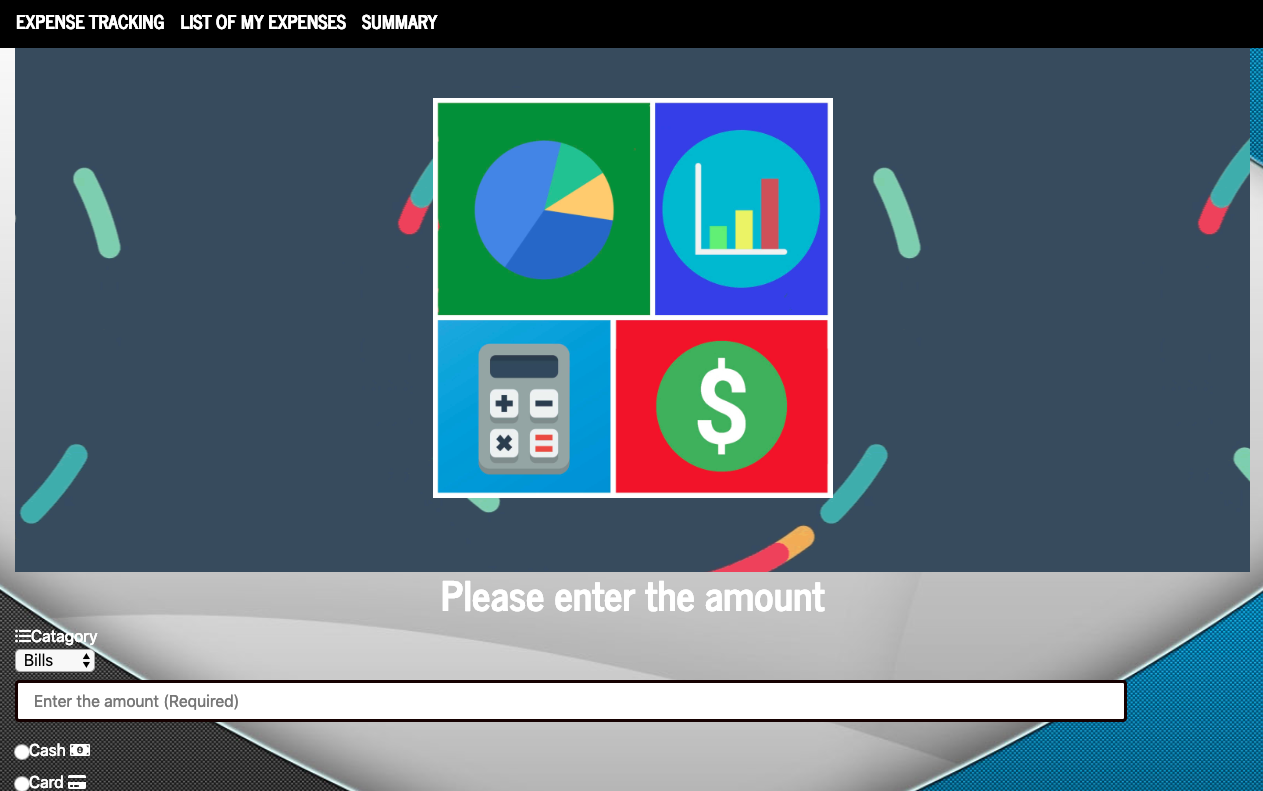 EXPENSE TRACKING LIST OF MY EXPENSES SUMMARY
$
Please enter the amount
Catagory
Bills
Enter the amount (Required)
Cash
Card